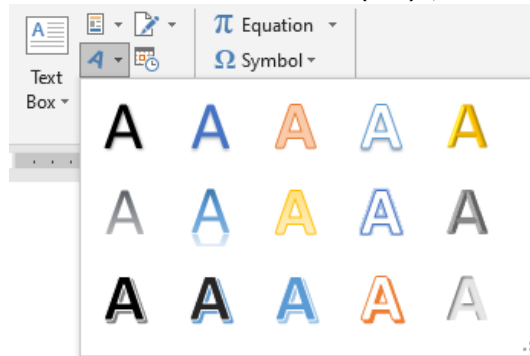 π Equation
A
Ω Symbol
Text
Box
A A A A A
A A A A A
A A A A A